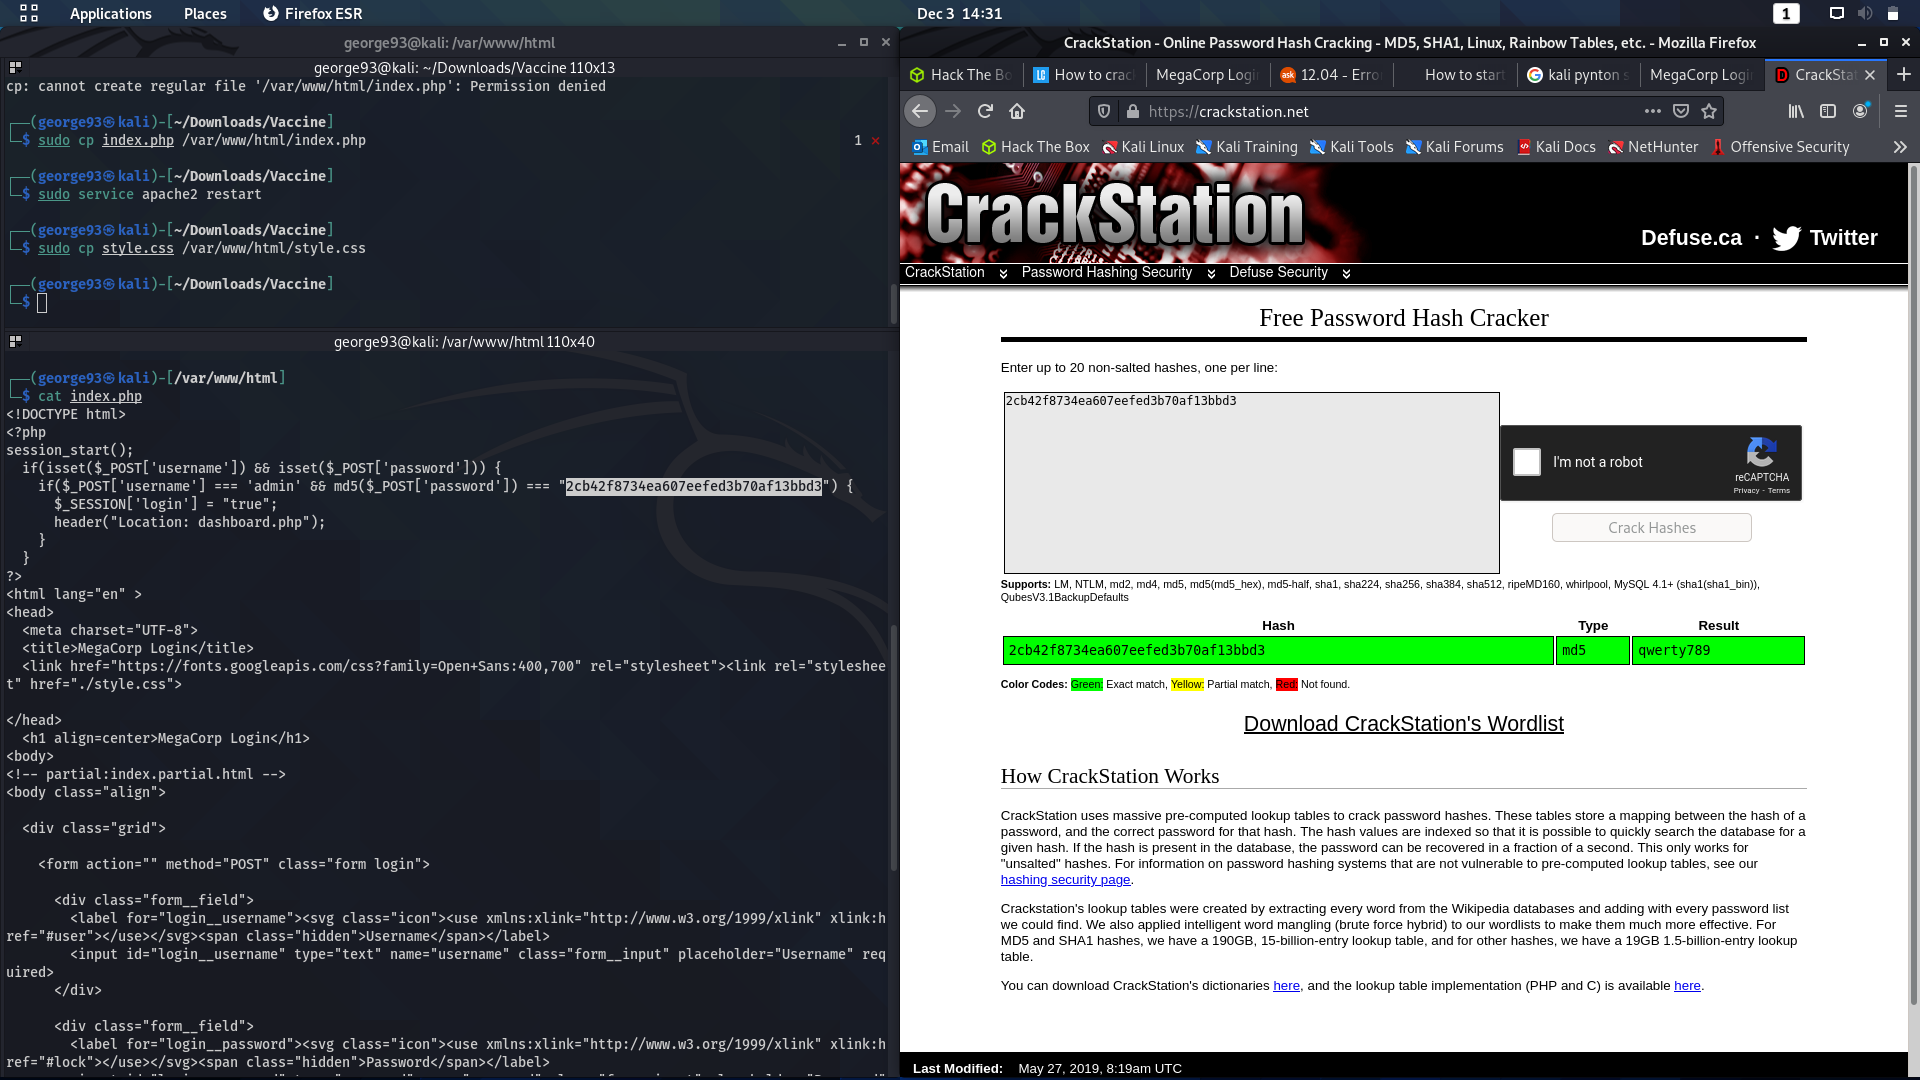 Applications Places Firefox ESR Dec 3 14:31 1
george93@kali: /var/www/html
george93@kali: ~/Downloads/Vaccine 110x13
cp: cannot create regular file '/var/www/html/index.php': Permission denied
┌──(george93㉿kali)-[~/Downloads/Vaccine]
└─$ sudo cp index.php /var/www/html/index.php 1 ⨯
┌──(george93㉿kali)-[~/Downloads/Vaccine]
└─$ sudo service apache2 restart
┌──(george93㉿kali)-[~/Downloads/Vaccine]
└─$ sudo cp style.css /var/www/html/style.css
┌──(george93㉿kali)-[~/Downloads/Vaccine]
└─$
george93@kali: /var/www/html 110x40
┌──(george93㉿kali)-[/var/www/html]
└─$ cat index.php
<!DOCTYPE html>
<?php
session_start();
  if(isset($_POST['username']) && isset($_POST['password'])) {
    if($_POST['username'] === 'admin' && md5($_POST['password']) === "2cb42f8734ea607eefed3b70af13bbd3") {
      $_SESSION['login'] = "true";
      header("Location: dashboard.php");
    }
  }
?>
<html lang="en" >
<head>
  <meta charset="UTF-8">
  <title>MegaCorp Login</title>
  <link href="https://fonts.googleapis.com/css?family=Open+Sans:400,700" rel="stylesheet"><link rel="styleshee
t" href="./style.css">
</head>
  <h1 align=center>MegaCorp Login</h1>
<body>
<!-- partial:index.partial.html -->
<body class="align">
  <div class="grid">
    <form action="" method="POST" class="form login">
      <div class="form__field">
        <label for="login__username"><svg class="icon"><use xmlns:xlink="http://www.w3.org/1999/xlink" xlink:h
ref="#user"></use></svg><span class="hidden">Username</span></label>
        <input id="login__username" type="text" name="username" class="form__input" placeholder="Username" req
uired>
      </div>
      <div class="form__field">
        <label for="login__password"><svg class="icon"><use xmlns:xlink="http://www.w3.org/1999/xlink" xlink:h
ref="#lock"></use></svg><span class="hidden">Password</span></label>
CrackStation - Online Password Hash Cracking - MD5, SHA1, Linux, Rainbow Tables, etc. - Mozilla Firefox
Hack The Bo How to crac MegaCorp Logi 12.04 - Erro How to start kali pynton s MegaCorp Logi CrackStat
https://crackstation.net
Email Hack The Box Kali Linux Kali Training Kali Tools Kali Forums Kali Docs NetHunter Offensive Security
CrackStation
Defuse.ca · Twitter
CrackStation Password Hashing Security Defuse Security
Free Password Hash Cracker
Enter up to 20 non-salted hashes, one per line:
2cb42f8734ea607eefed3b70af13bbd3
I'm not a robot
reCAPTCHA
Privacy - Terms
Crack Hashes
Supports: LM, NTLM, md2, md4, md5, md5(md5_hex), md5-half, sha1, sha224, sha256, sha384, sha512, ripeMD160, whirlpool, MySQL 4.1+ (sha1(sha1_bin)),
QubesV3.1BackupDefaults
Hash Type Result
2cb42f8734ea607eefed3b70af13bbd3 md5 qwerty789
Color Codes: Green: Exact match, Yellow: Partial match, Red: Not found.
Download CrackStation's Wordlist
How CrackStation Works
CrackStation uses massive pre-computed lookup tables to crack password hashes. These tables store a mapping between the hash of a
password, and the correct password for that hash. The hash values are indexed so that it is possible to quickly search the database for a
given hash. If the hash is present in the database, the password can be recovered in a fraction of a second. This only works for
"unsalted" hashes. For information on password hashing systems that are not vulnerable to pre-computed lookup tables, see our
hashing security page.
Crackstation's lookup tables were created by extracting every word from the Wikipedia databases and adding with every password list
we could find. We also applied intelligent word mangling (brute force hybrid) to our wordlists to make them much more effective. For
MD5 and SHA1 hashes, we have a 190GB, 15-billion-entry lookup table, and for other hashes, we have a 19GB 1.5-billion-entry lookup
table.
You can download CrackStation's dictionaries here, and the lookup table implementation (PHP and C) is available here.
Last Modified: May 27, 2019, 8:19am UTC